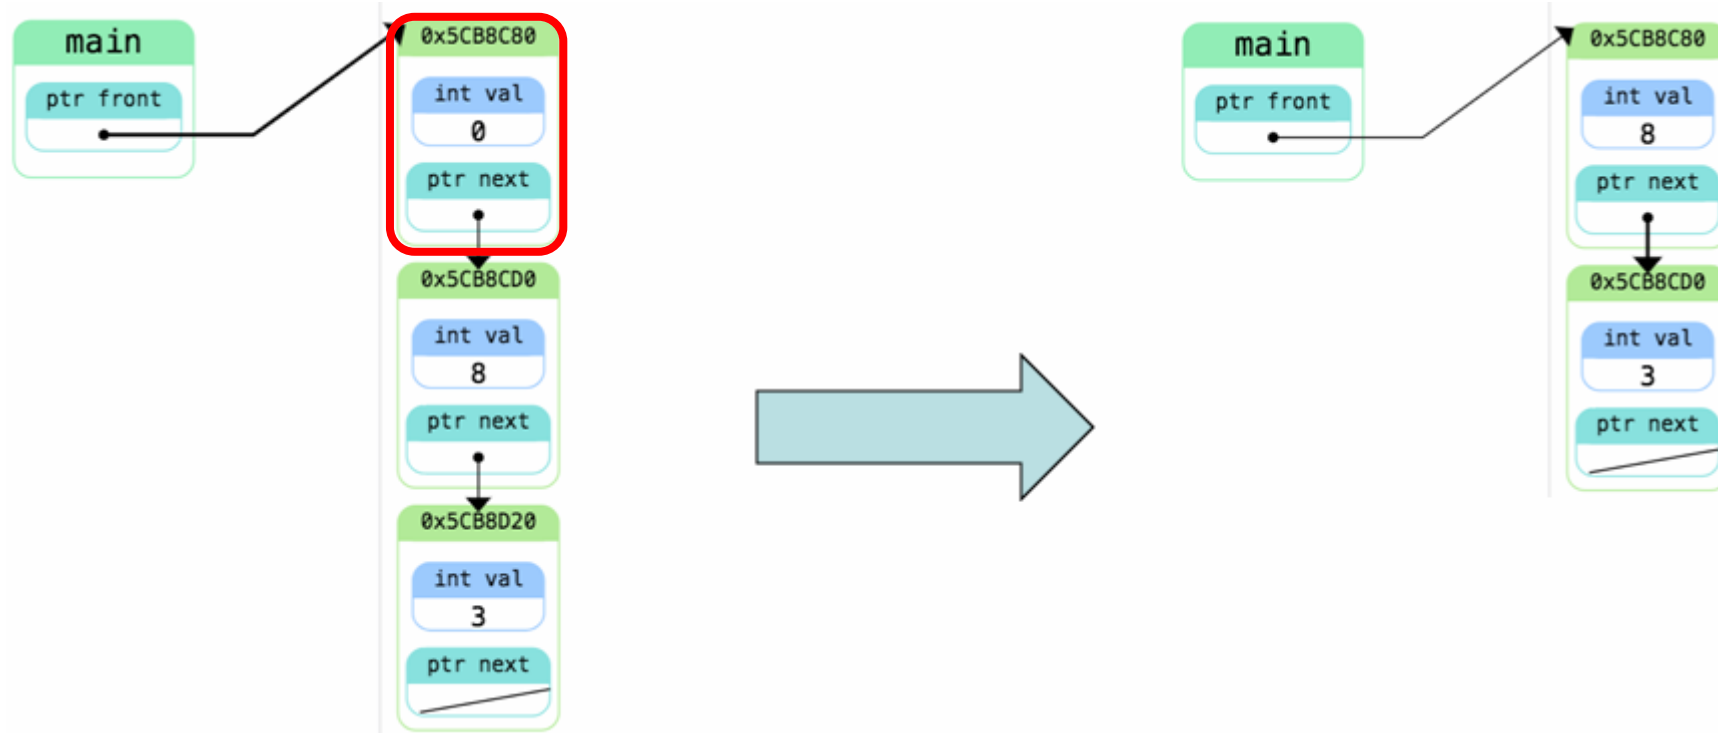 main
ptr front
0x5CB8C80
int val
0
ptr next
0x5CB8CD0
int val
8
ptr next
0x5CB8D20
int val
3
ptr next
main
ptr front
0x5CB8C80
int val
8
ptr next
0x5CB8CD0
int val
3
ptr next